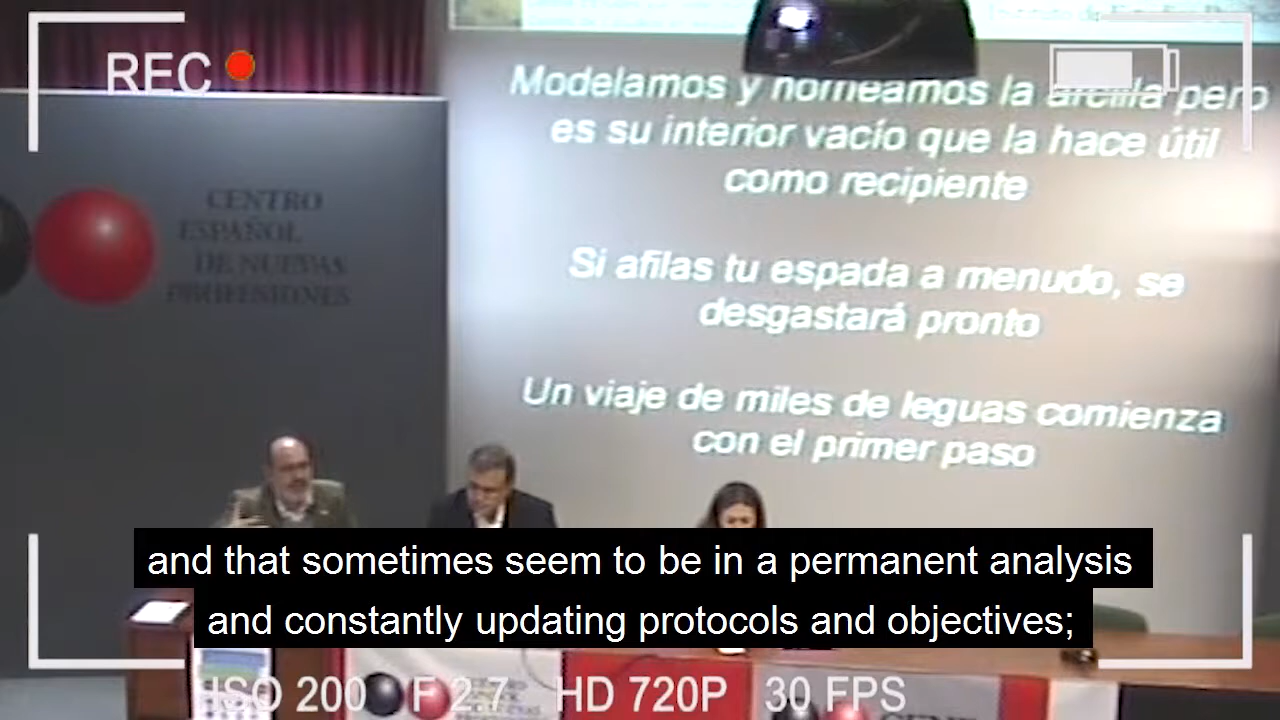 REC
Modelamos y horneamos la arcilla pero
es su interior vacío que la hace útil
como recipiente
Si afilas tu espada a menudo, se
desgastará pronto
Un viaje de miles de leguas comienza
con el primer paso
CENTRO
ESPAÑOL
DE NUEVAS
PROFESIONES
and that sometimes seem to be in a permanent analysis
and constantly updating protocols and objectives;
ISO 200 F 2.7 HD 720P 30 FPS